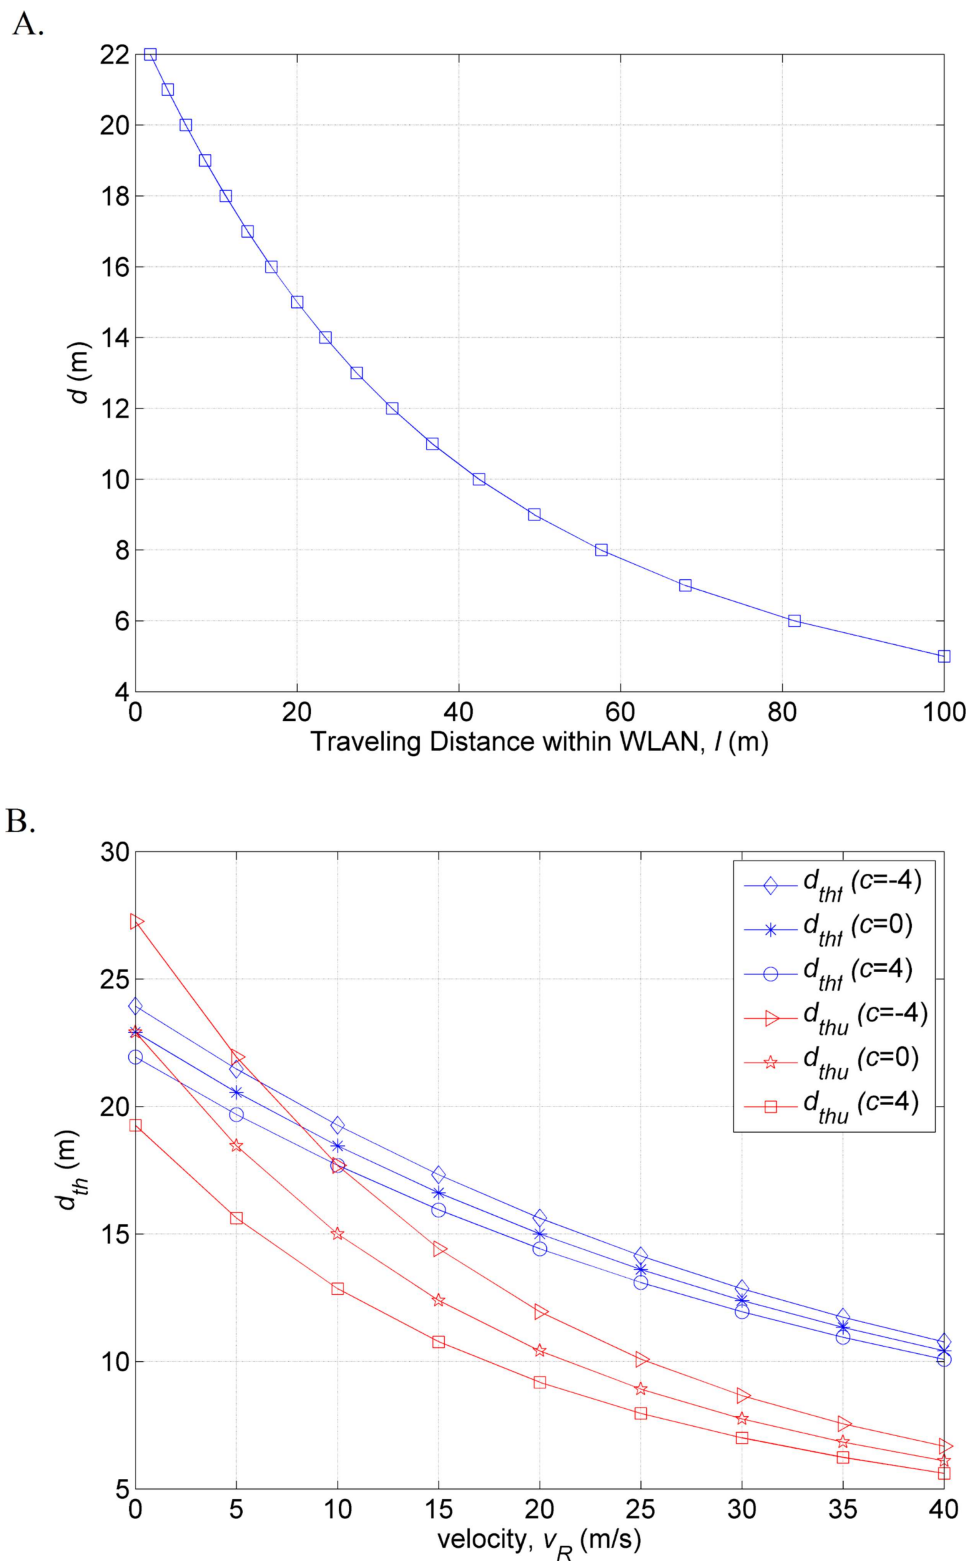 A.
22
20
18
16
14
12
10
8
6
4
d (m)
0 20 40 60 80 100
Traveling Distance within WLAN, l (m)
B.
30
25
20
15
10
5
d_th (m)
d_thf (c=-4)
d_thf (c=0)
d_thf (c=4)
d_thu (c=-4)
d_thu (c=0)
d_thu (c=4)
0 5 10 15 20 25 30 35 40
velocity, v_R (m/s)